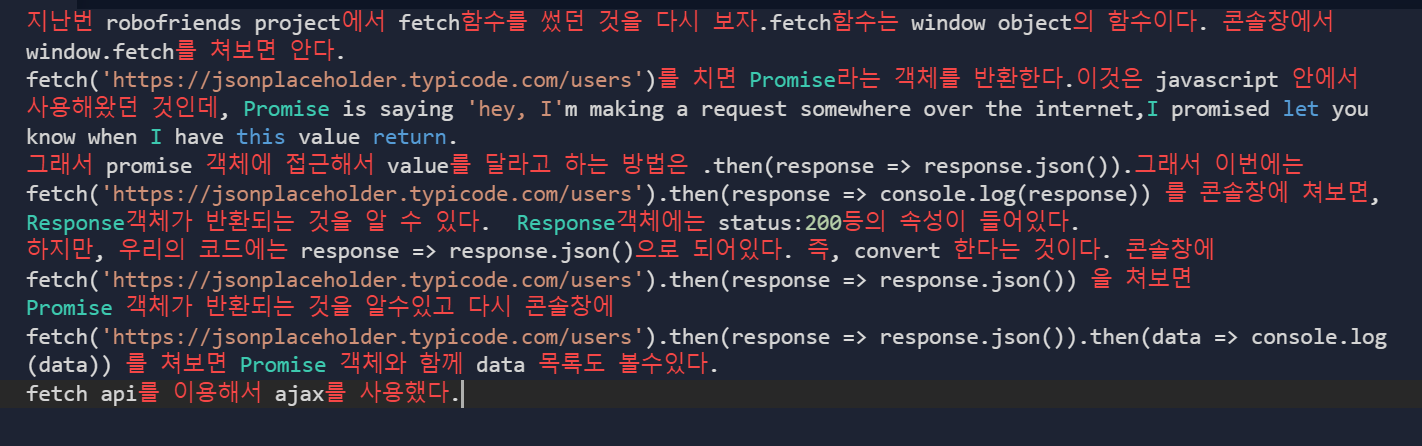 지난번 robofriends project에서 fetch함수를 썼던 것을 다시 보자.fetch함수는 window object의 함수이다. 콘솔창에서
window.fetch를 쳐보면 안다.
fetch('https://jsonplaceholder.typicode.com/users')를 치면 Promise라는 객체를 반환한다.이것은 javascript 안에서
사용해왔던 것인데, Promise is saying 'hey, I'm making a request somewhere over the internet,I promised let you
know when I have this value return.
그래서 promise 객체에 접근해서 value를 달라고 하는 방법은 .then(response => response.json()).그래서 이번에는
fetch('https://jsonplaceholder.typicode.com/users').then(response => console.log(response)) 를 콘솔창에 쳐보면,
Response객체가 반환되는 것을 알 수 있다.  Response객체에는 status:200등의 속성이 들어있다.
하지만, 우리의 코드에는 response => response.json()으로 되어있다. 즉, convert 한다는 것이다. 콘솔창에
fetch('https://jsonplaceholder.typicode.com/users').then(response => response.json()) 을 쳐보면
Promise 객체가 반환되는 것을 알수있고 다시 콘솔창에
fetch('https://jsonplaceholder.typicode.com/users').then(response => response.json()).then(data => console.log
(data)) 를 쳐보면 Promise 객체와 함께 data 목록도 볼수있다.
fetch api를 이용해서 ajax를 사용했다.